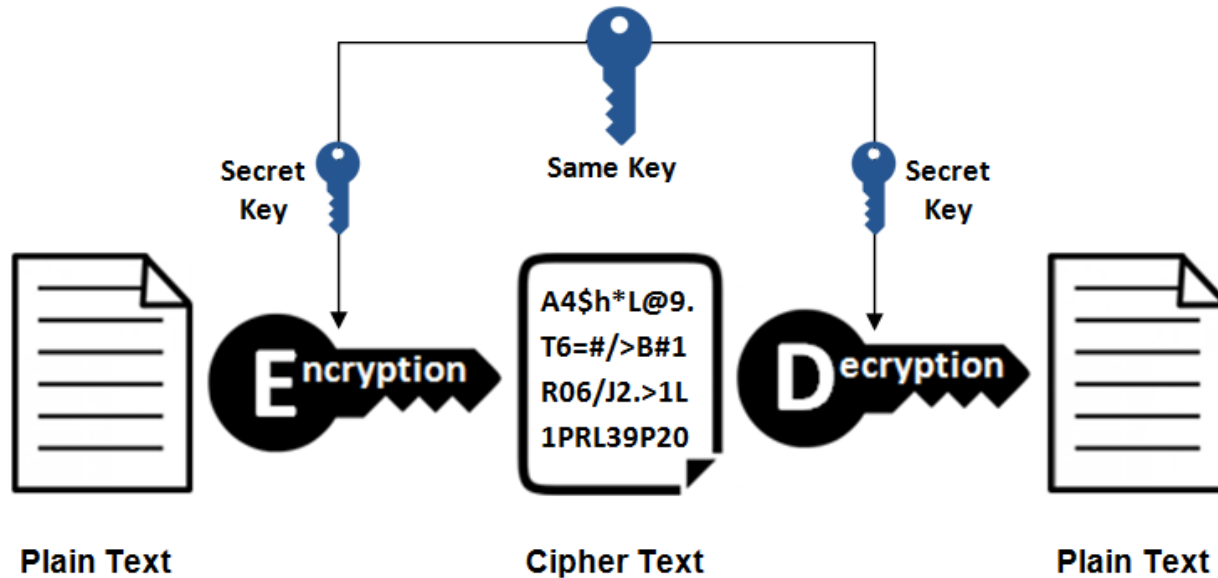 Same Key
Secret
Key
Secret
Key
Encryption
A4$h*L@9.
T6=#/>B#1
R06/J2.>1L
1PRL39P20
Decryption
Plain Text
Cipher Text
Plain Text